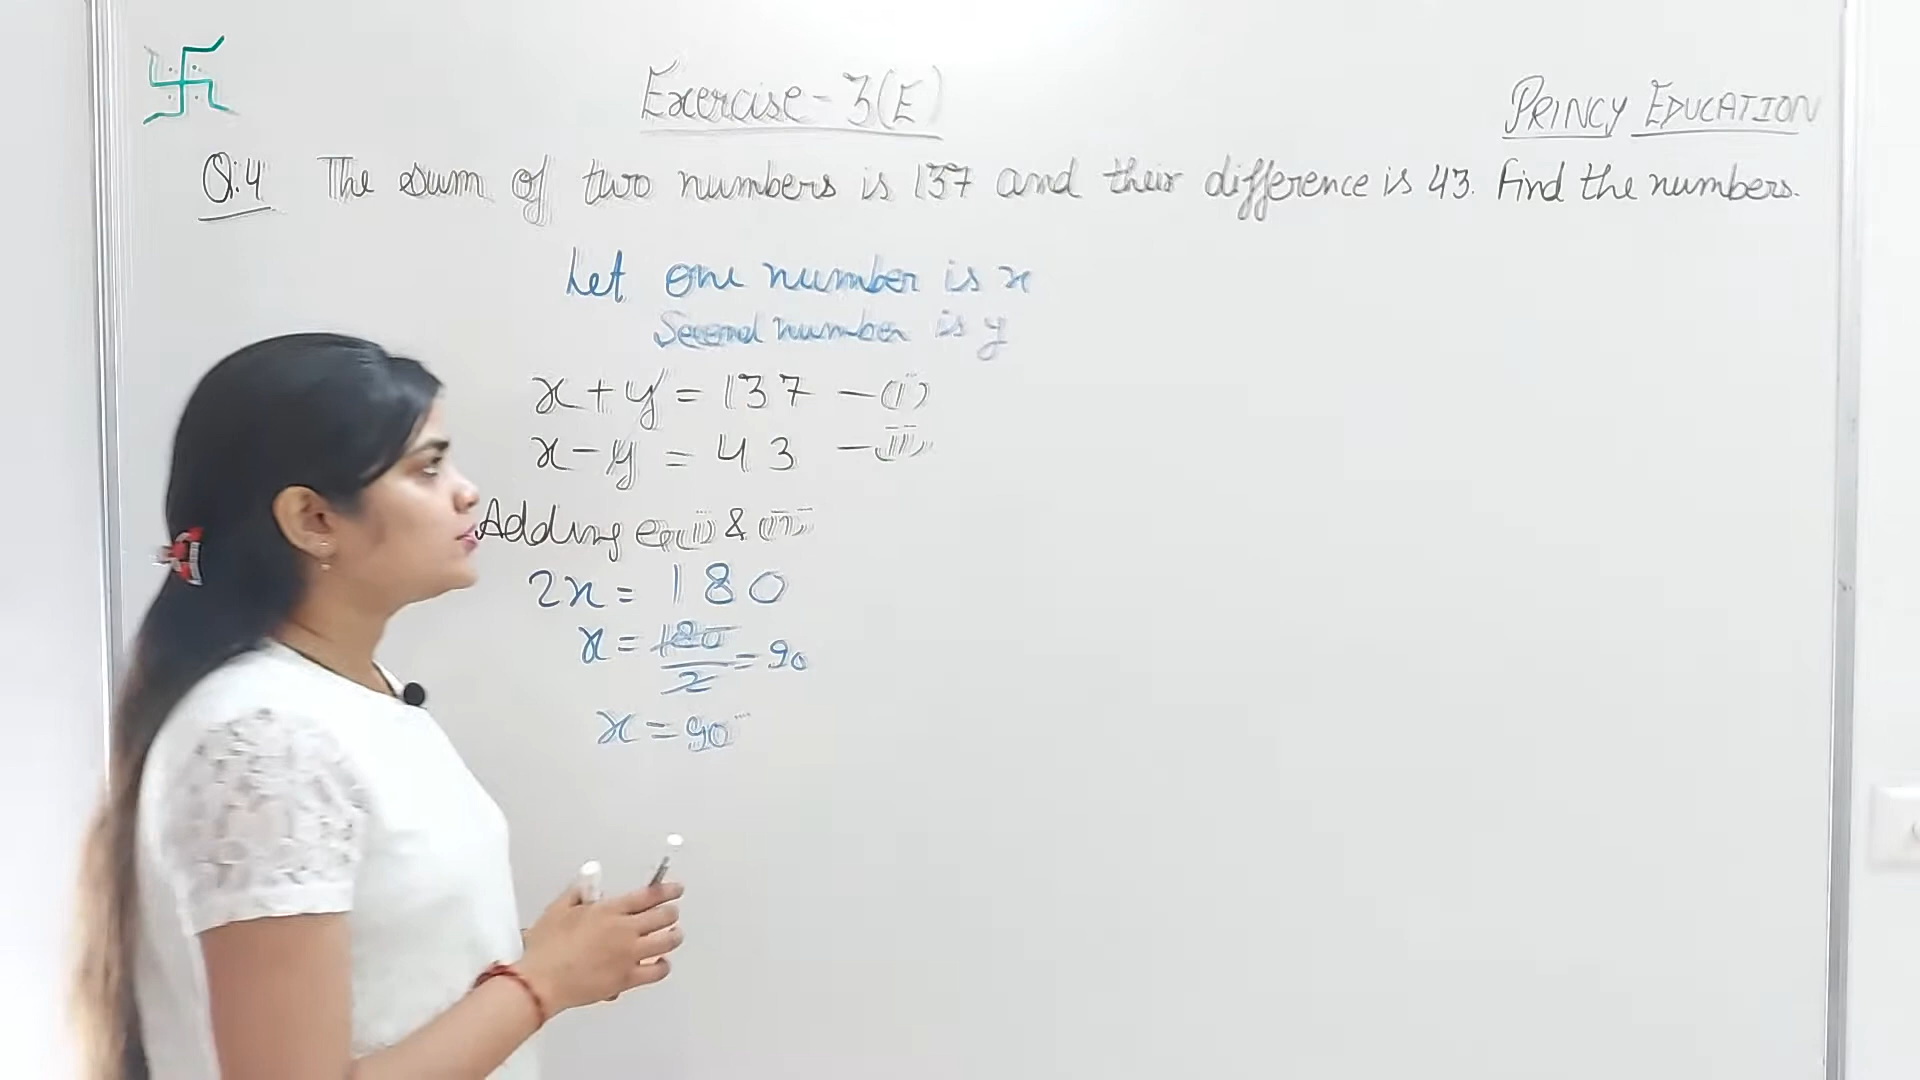 Exercise - 3(E)
PRINCY EDUCATION
Q.4 The sum of two numbers is 137 and their difference is 43. Find the numbers.
Let one number is x
Second number is y
x + y = 137 - (i)
x - y = 43 - (ii)
Adding eq (i) & (ii)
2x = 180
x = 180/2 = 90
x = 90